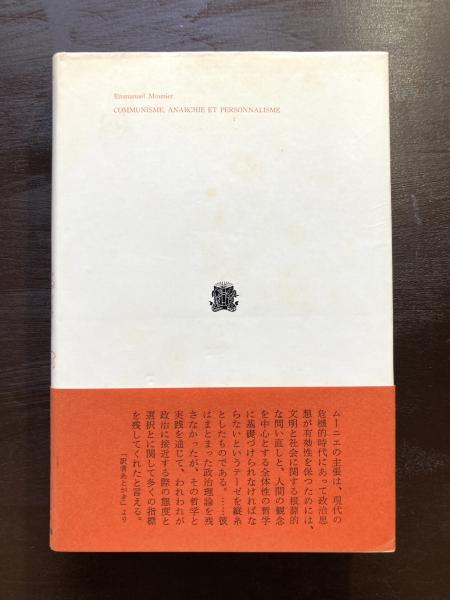 Emmanuel Mounier
COMMUNISME, ANARCHIE ET PERSONNALISME
ムーニエの主張は、現代の
危機的時代にあって政治思
想が有効性を保つためには、
文明と社会に関する根源的
な問い直しと、人間の観念
を中心とする全体性の哲学
に基礎づけられなければな
らないというテーゼを縦糸
としたものである。……彼
はまとまった政治理論を残
さなかったが、その哲学と
実践を通じて、われわれが
政治に接近する際の態度と
選択とに関して多くの指標
を残してくれたと言える。
「訳者あとがき」より